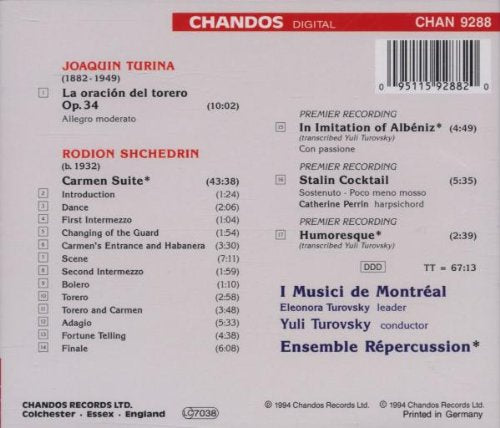 CHANDOS DIGITAL CHAN 9288
JOAQUIN TURINA
(1882-1949)
1 La oración del torero
Op. 34 (10:02)
Allegro moderato
RODION SHCHEDRIN
(b. 1932)
Carmen Suite* (43:38)
2 Introduction (1:24)
3 Dance (2:06)
4 First Intermezzo (1:04)
5 Changing of the Guard (1:54)
6 Carmen's Entrance and Habanera (3:30)
7 Scene (7:11)
8 Second Intermezzo (1:59)
9 Bolero (1:10)
10 Torero (2:58)
11 Torero and Carmen (3:48)
12 Adagio (5:33)
13 Fortune Telling (4:38)
14 Finale (6:08)
0 95115 92882 0
PREMIER RECORDING
15 In Imitation of Albéniz* (4:49)
(transcribed Yuli Turovsky)
Con passione
PREMIER RECORDING
16 Stalin Cocktail (5:35)
Sostenuto - Poco meno mosso
Catherine Perrin harpsichord
PREMIER RECORDING
17 Humoresque* (2:39)
(transcribed Yuli Turovsky)
DDD TT = 67:13
I Musici de Montréal
Eleonora Turovsky leader
Yuli Turovsky conductor
Ensemble Répercussion*
CHANDOS RECORDS LTD.
Colchester . Essex . England
LC 7038
℗ 1994 Chandos Records Ltd. © 1994 Chandos Records Ltd.
Printed in Germany